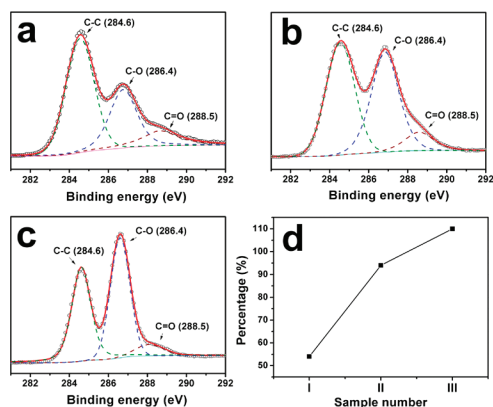 a
C-C (284.6)
C-O (286.4)
C=O (288.5)
282 284 286 288 290 292
Binding energy (eV)
b
C-C (284.6)
C-O (286.4)
C=O (288.5)
282 284 286 288 290 292
Binding energy (eV)
c
C-C (284.6)
C-O (286.4)
C=O (288.5)
282 284 286 288 290 292
Binding energy (eV)
d
Percentage (%)
110
100
90
80
70
60
50
I II III
Sample number